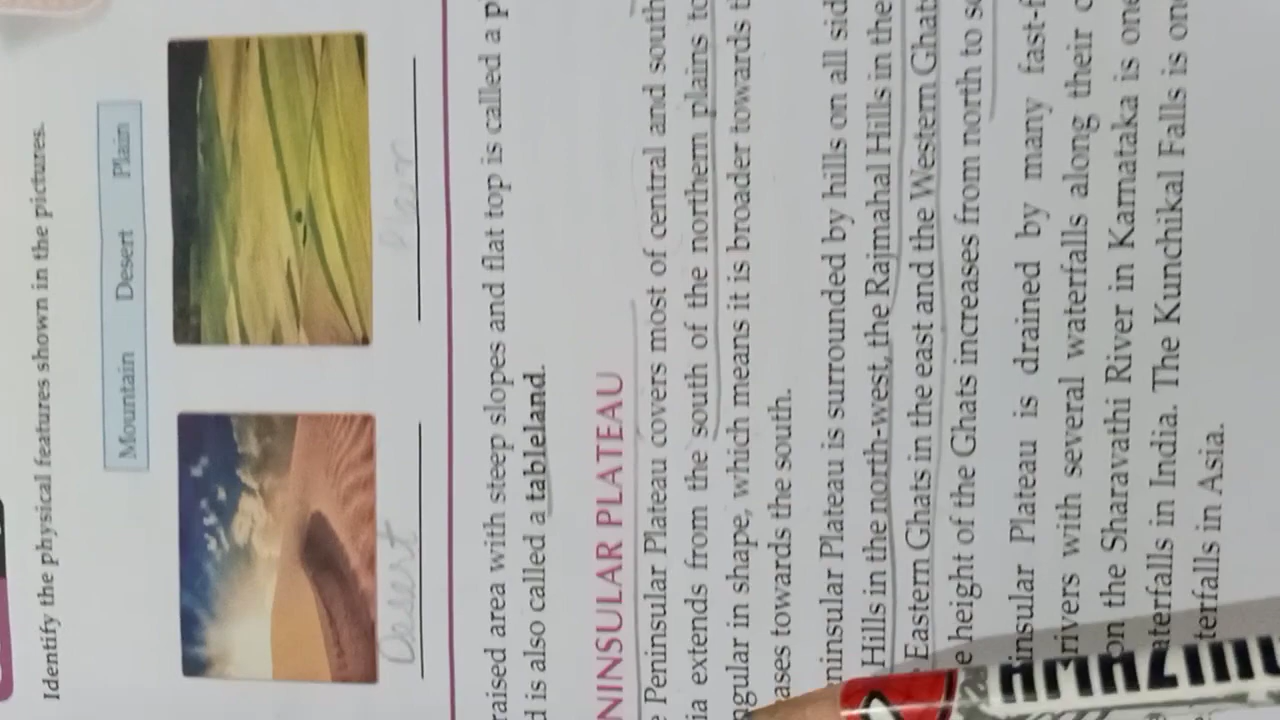 Identify the physical features shown in the pictures.
Mountain Desert Plain
Desert
raised area with steep slopes and flat top is called a p
d is also called a tableland.
NINSULAR PLATEAU
Peninsular Plateau covers most of central and south
ia extends from the south of the northern plains to
ngular in shape, which means it is broader towards t
ases towards the south.
ninsular Plateau is surrounded by hills on all sid
Hills in the north-west, the Rajmahal Hills in the
Eastern Ghats in the east and the Western Ghats
e height of the Ghats increases from north to so
insular Plateau is drained by many fast-f
rivers with several waterfalls along their c
on the Sharavathi River in Karnataka is one
aterfalls in India. The Kunchikal Falls is one
terfalls in Asia.